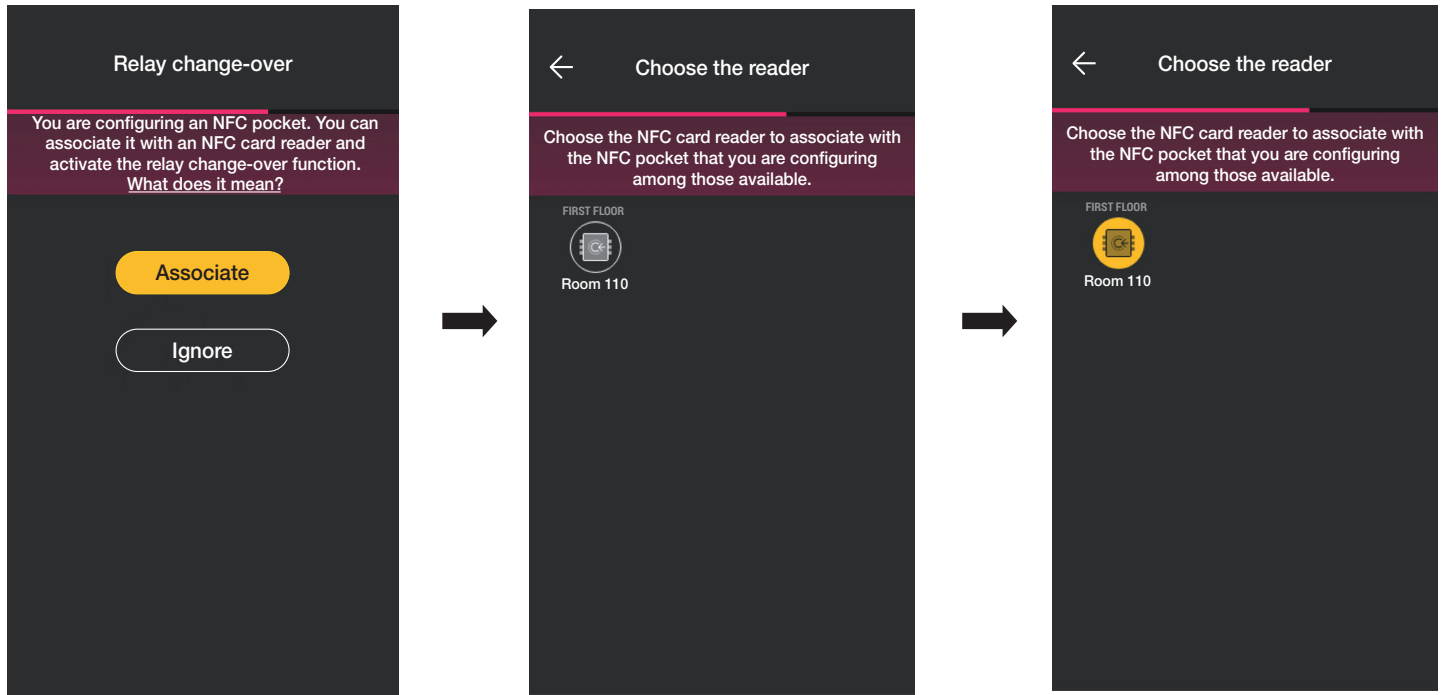 Relay change-over
You are configuring an NFC pocket. You can
associate it with an NFC card reader and
activate the relay change-over function.
What does it mean?
Associate
Ignore
Choose the reader
Choose the NFC card reader to associate with
the NFC pocket that you are configuring
among those available.
FIRST FLOOR
Room 110
Choose the reader
Choose the NFC card reader to associate with
the NFC pocket that you are configuring
among those available.
FIRST FLOOR
Room 110